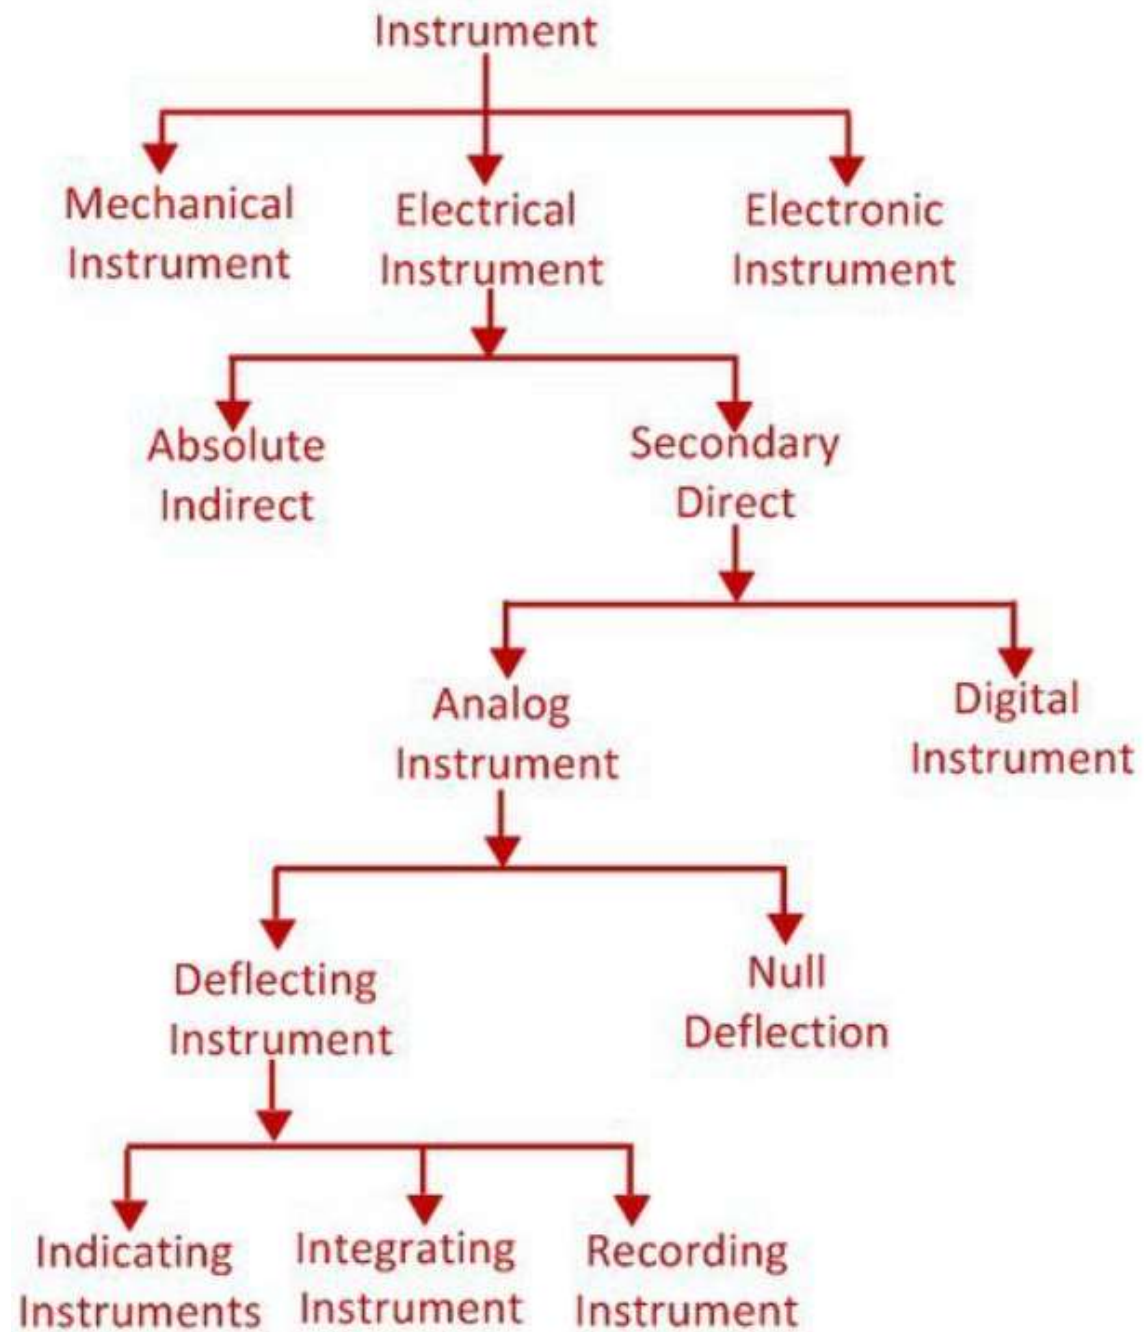 Instrument
Mechanical
Instrument
Electrical
Instrument
Electronic
Instrument
Absolute
Indirect
Secondary
Direct
Analog
Instrument
Digital
Instrument
Deflecting
Instrument
Null
Deflection
Indicating
Instruments
Integrating
Instrument
Recording
Instrument